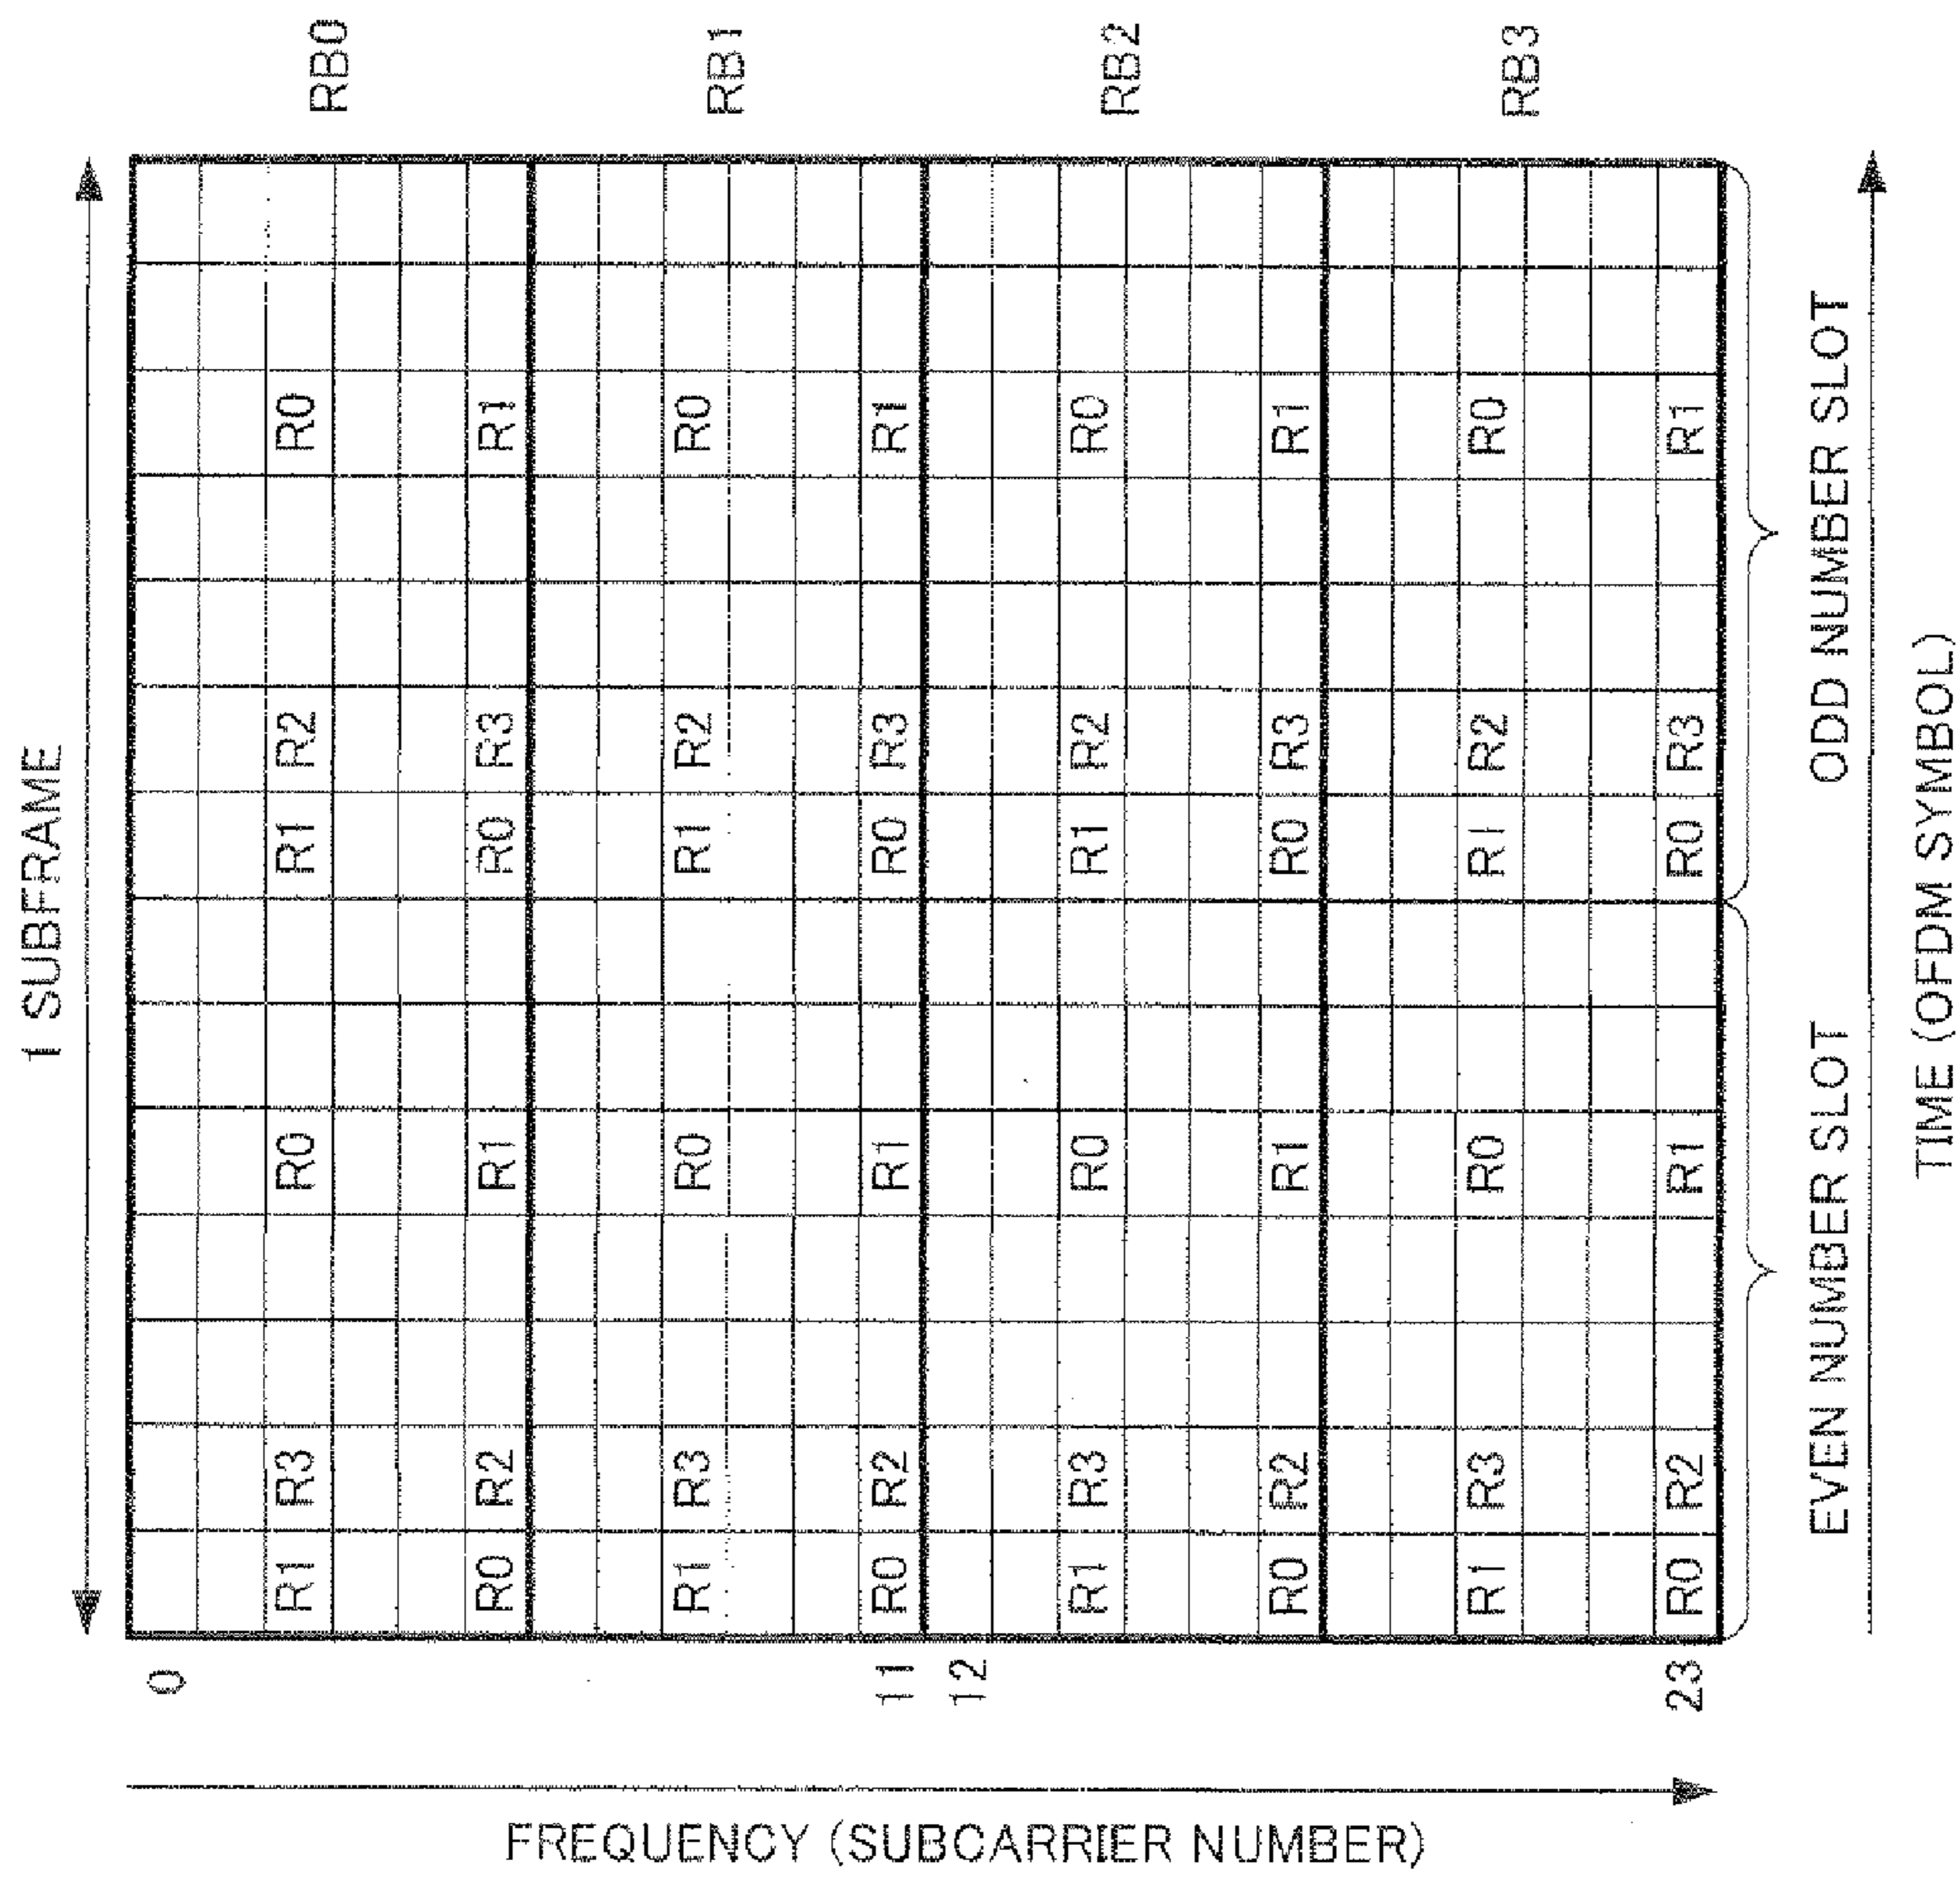 1 SUBFRAME
0
R1 R3 R0 R1 R2 R0
RB0
R0 R2 R1 R0 R3 R1
R1 R3 R0 R1 R2 R0
RB1
11 R0 R2 R1 R0 R3 R1
12
R1 R3 R0 R1 R2 R0
RB2
R0 R2 R1 R0 R3 R1
R1 R3 R0 R1 R2 R0
RB3
23 R0 R2 R1 R0 R3 R1
EVEN NUMBER SLOT
ODD NUMBER SLOT
TIME (OFDM SYMBOL)
FREQUENCY (SUBCARRIER NUMBER)